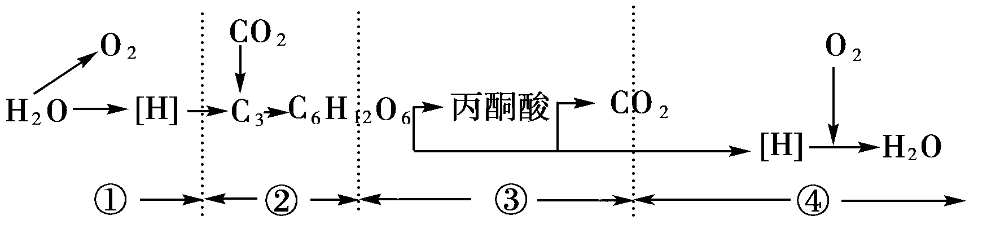 CO₂
O₂ O₂
H₂O [H] C₃ C₆H₁₂O₆ 丙酮酸 CO₂
[H] H₂O
① ② ③ ④